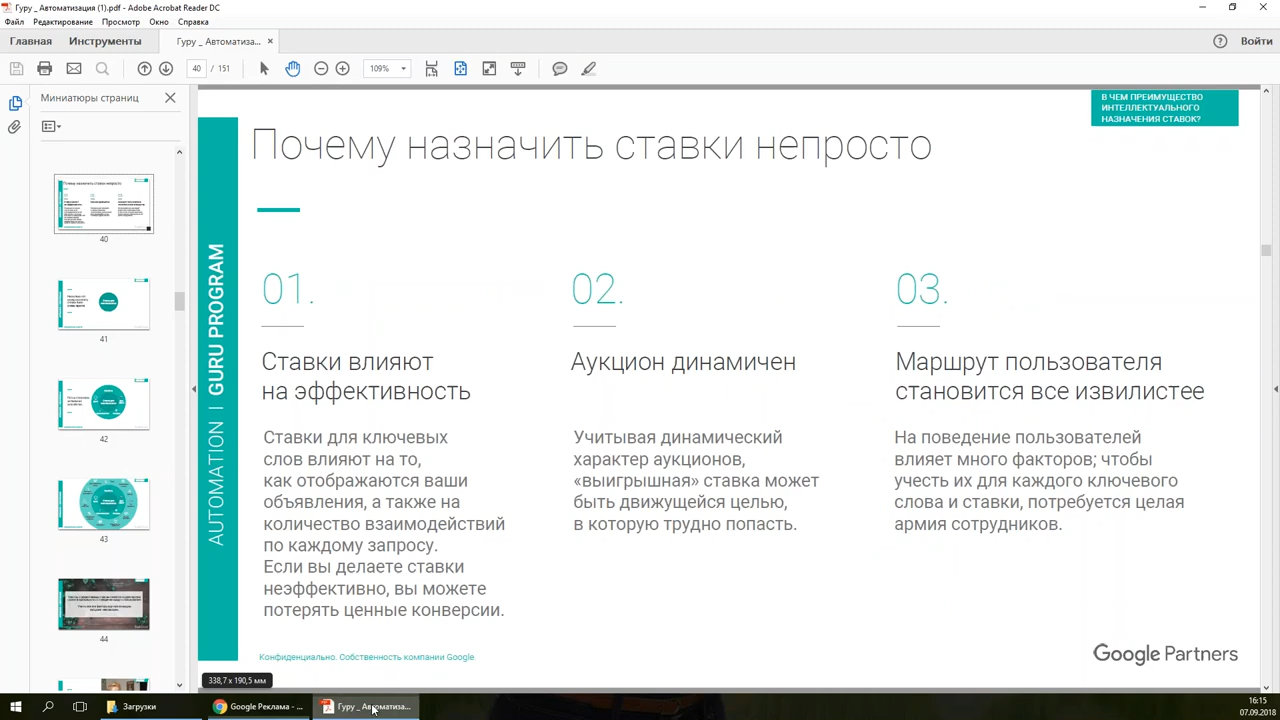 Гуру _ Автоматизация (1).pdf - Adobe Acrobat Reader DC
Файл Редактирование Просмотр Окно Справка
Главная Инструменты Гуру _ Автоматиза... × Войти
40 / 151 109%
Миниатюры страниц
40
41
42
43
44
В ЧЕМ ПРЕИМУЩЕСТВО
ИНТЕЛЛЕКТУАЛЬНОГО
НАЗНАЧЕНИЯ СТАВОК?
AUTOMATION | GURU PROGRAM
Почему назначить ставки непросто
01.
Ставки влияют
на эффективность
Ставки для ключевых
слов влияют на то,
как отображаются ваши
объявления, а также на
количество взаимодействий
по каждому запросу.
Если вы делаете ставки
неэффективно, вы можете
потерять ценные конверсии.
02.
Аукцион динамичен
Учитывая динамический
характер аукционов,
«выигрышная» ставка может
быть движущейся целью,
в которую трудно попасть.
03.
Маршрут пользователя
становится все извилистее
На поведение пользователей
влияет много факторов; чтобы
учесть их для каждого ключевого
слова и ставки, потребуется целая
армия сотрудников.
Конфиденциально. Собственность компании Google.
Google Partners
338,7 x 190,5 мм
Загрузки
Google Реклама - ...
Гуру _ Автоматиза...
16:15
07.09.2018